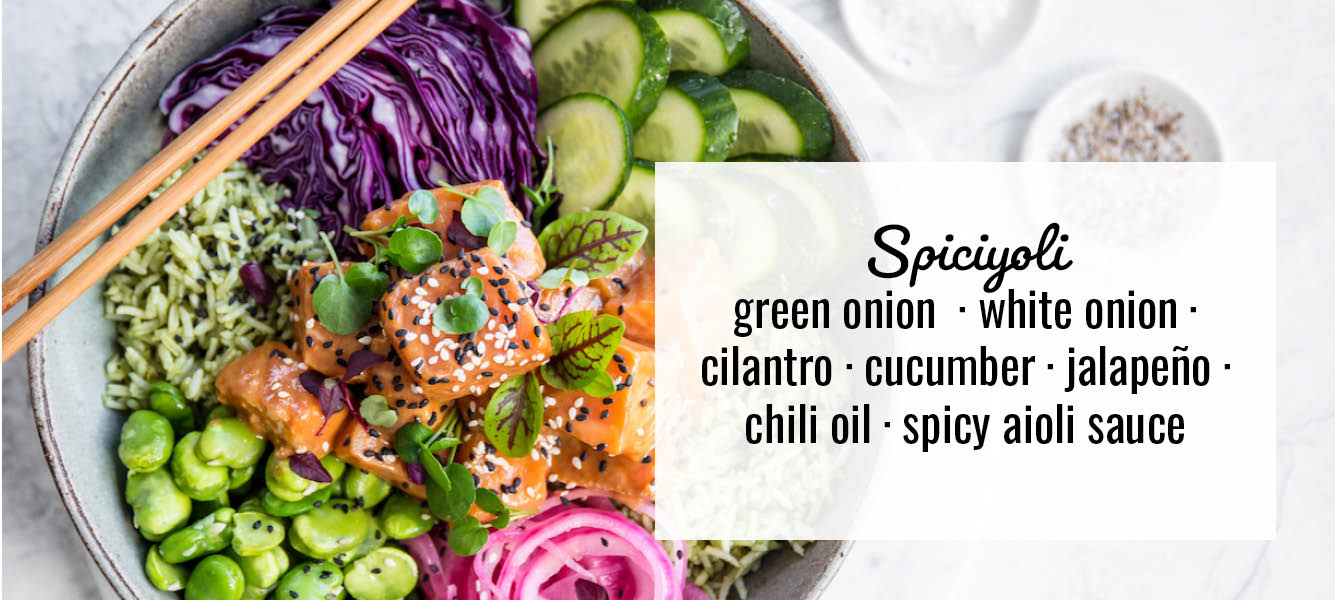 Spiciyoli
green onion · white onion ·
cilantro · cucumber · jalapeño ·
chili oil · spicy aioli sauce